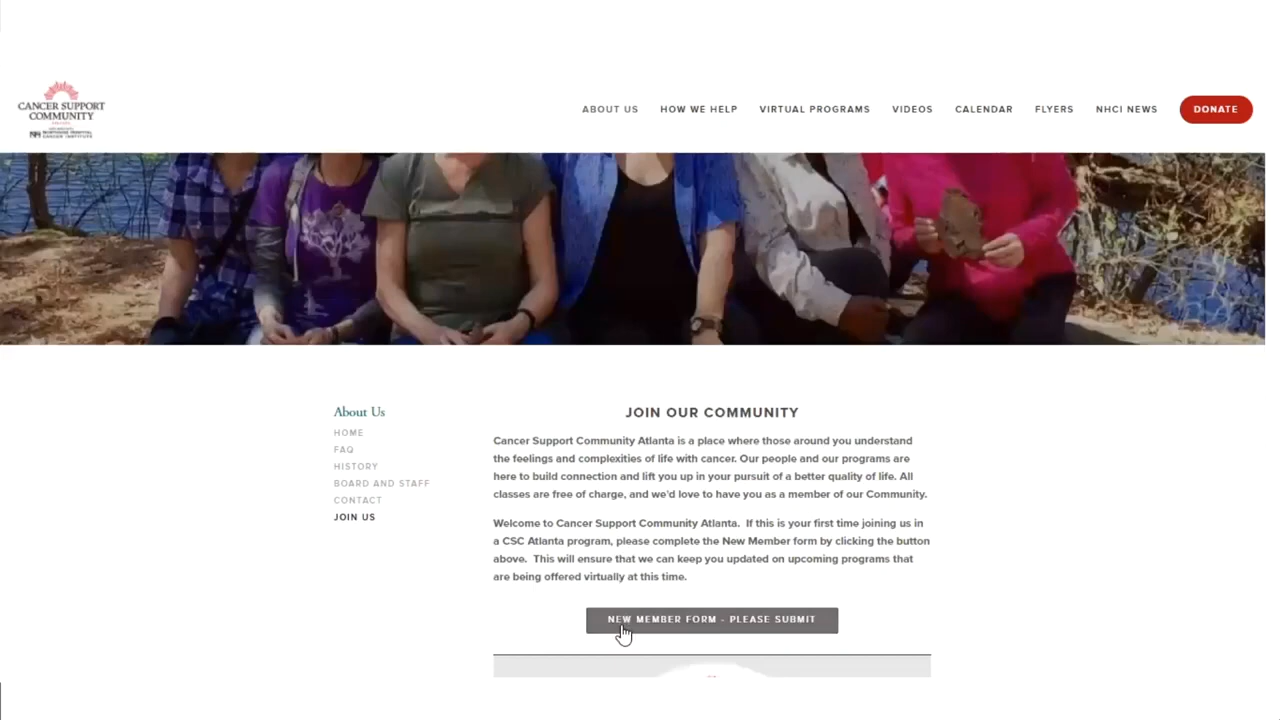 CANCER SUPPORT
COMMUNITY
ABOUT US
HOW WE HELP
VIRTUAL PROGRAMS
VIDEOS
CALENDAR
FLYERS
NHCI NEWS
DONATE
About Us
HOME
FAQ
HISTORY
BOARD AND STAFF
CONTACT
JOIN US
JOIN OUR COMMUNITY
Cancer Support Community Atlanta is a place where those around you understand
the feelings and complexities of life with cancer. Our people and our programs are
here to build connection and lift you up in your pursuit of a better quality of life. All
classes are free of charge, and we'd love to have you as a member of our Community.
Welcome to Cancer Support Community Atlanta.  If this is your first time joining us in
a CSC Atlanta program, please complete the New Member form by clicking the button
above.  This will ensure that we can keep you updated on upcoming programs that
are being offered virtually at this time.
NEW MEMBER FORM - PLEASE SUBMIT